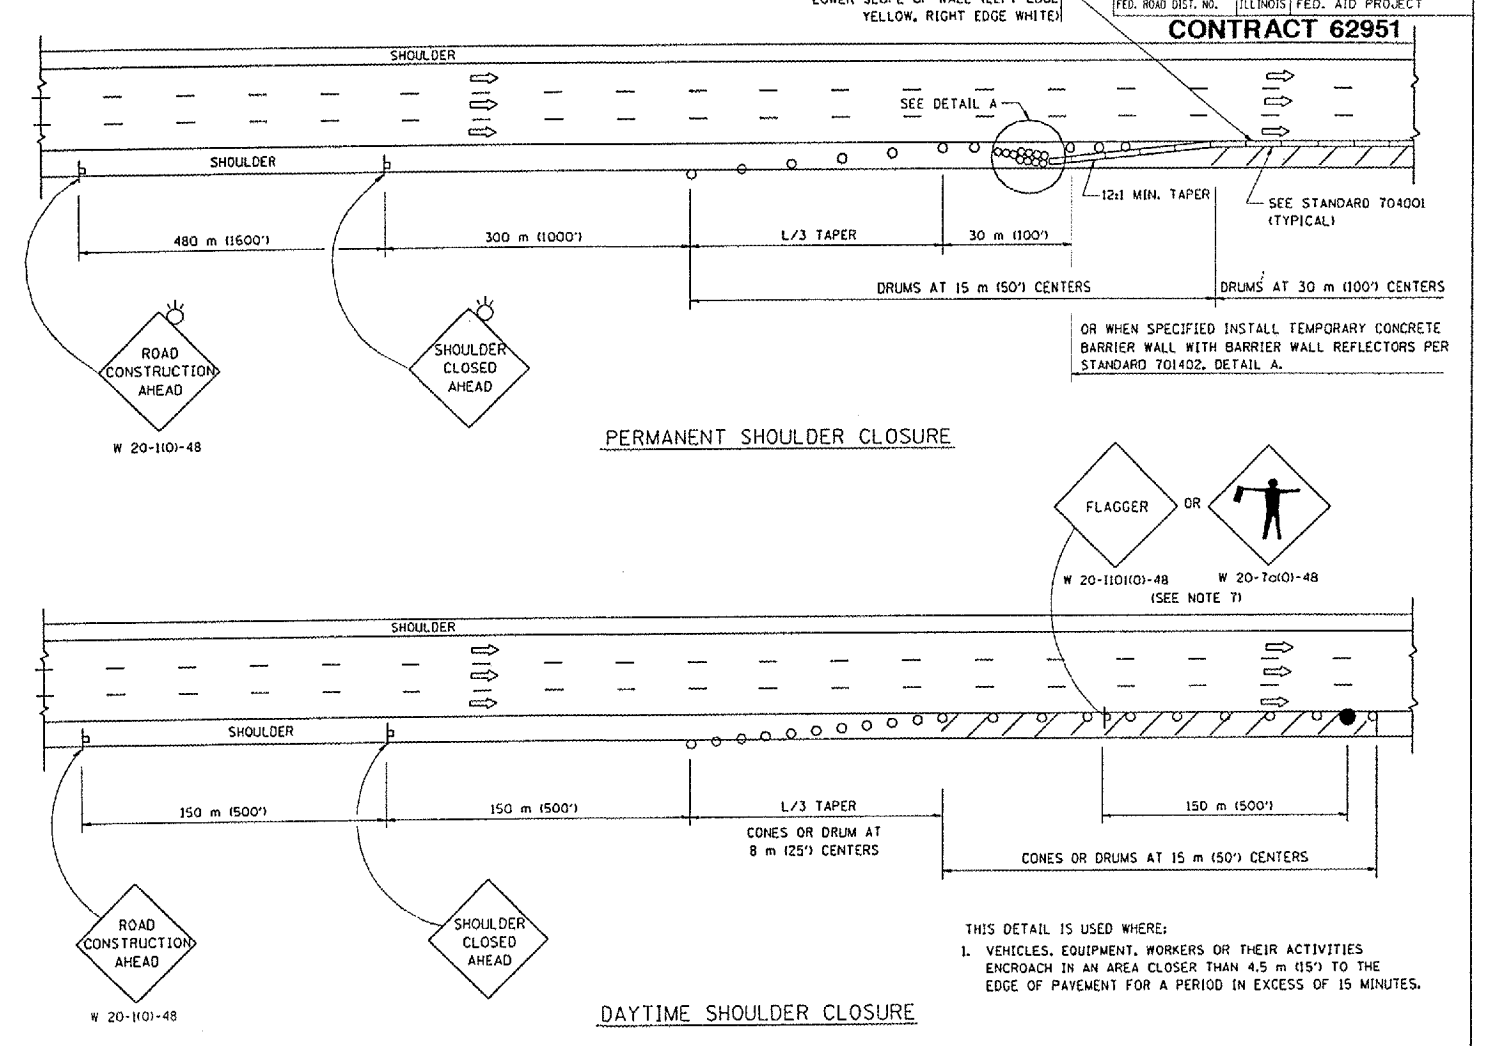 YELLOW, RIGHT EDGE WHITE)
FED. ROAD DIST. NO. ILLINOIS FED. AID PROJECT
CONTRACT 62951
SHOULDER
SEE DETAIL A
SHOULDER
12:1 MIN. TAPER
SEE STANDARD 704001
(TYPICAL)
480 m (1600')
300 m (1000')
L/3 TAPER
30 m (100')
DRUMS AT 15 m (50') CENTERS
DRUMS AT 30 m (100') CENTERS
OR WHEN SPECIFIED INSTALL TEMPORARY CONCRETE
BARRIER WALL WITH BARRIER WALL REFLECTORS PER
STANDARD 701402, DETAIL A.
ROAD
CONSTRUCTION
AHEAD
W 20-1(O)-48
SHOULDER
CLOSED
AHEAD
PERMANENT SHOULDER CLOSURE
FLAGGER
OR
W 20-1101(O)-48
W 20-7a(O)-48
(SEE NOTE 7)
SHOULDER
SHOULDER
150 m (500')
150 m (500')
L/3 TAPER
CONES OR DRUM AT
8 m (25') CENTERS
150 m (500')
CONES OR DRUMS AT 15 m (50') CENTERS
ROAD
CONSTRUCTION
AHEAD
W 20-1(O)-48
SHOULDER
CLOSED
AHEAD
THIS DETAIL IS USED WHERE:
1. VEHICLES, EQUIPMENT, WORKERS OR THEIR ACTIVITIES
ENCROACH IN AN AREA CLOSER THAN 4.5 m (15') TO THE
EDGE OF PAVEMENT FOR A PERIOD IN EXCESS OF 15 MINUTES.
DAYTIME SHOULDER CLOSURE